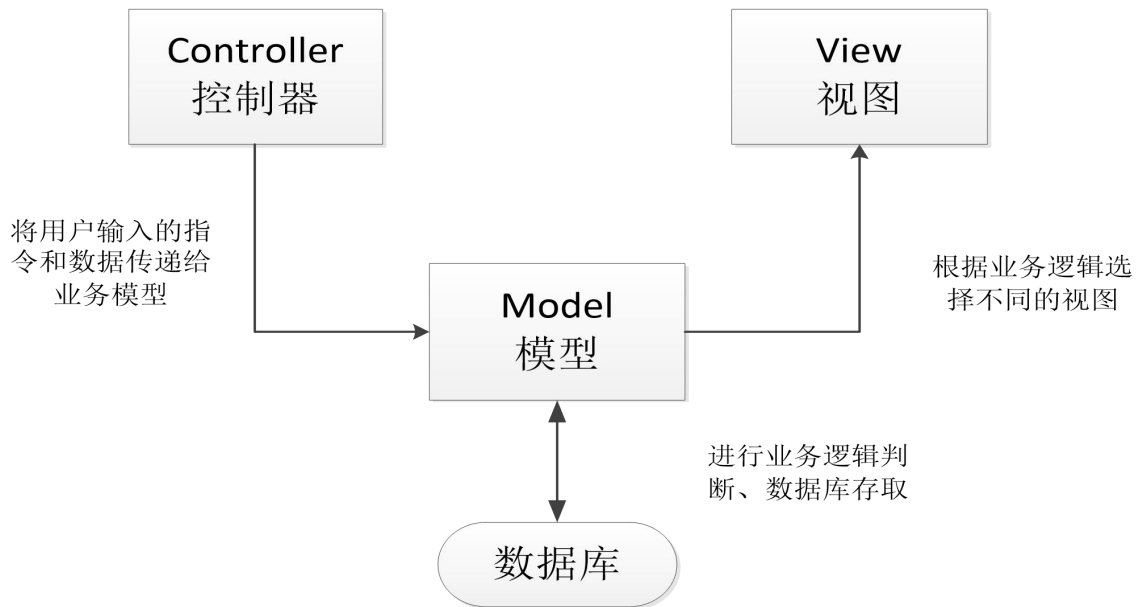 Controller
控制器
View
视图
将用户输入的指
令和数据传递给
业务模型
Model
模型
根据业务逻辑选
择不同的视图
进行业务逻辑判
断、数据库存取
数据库